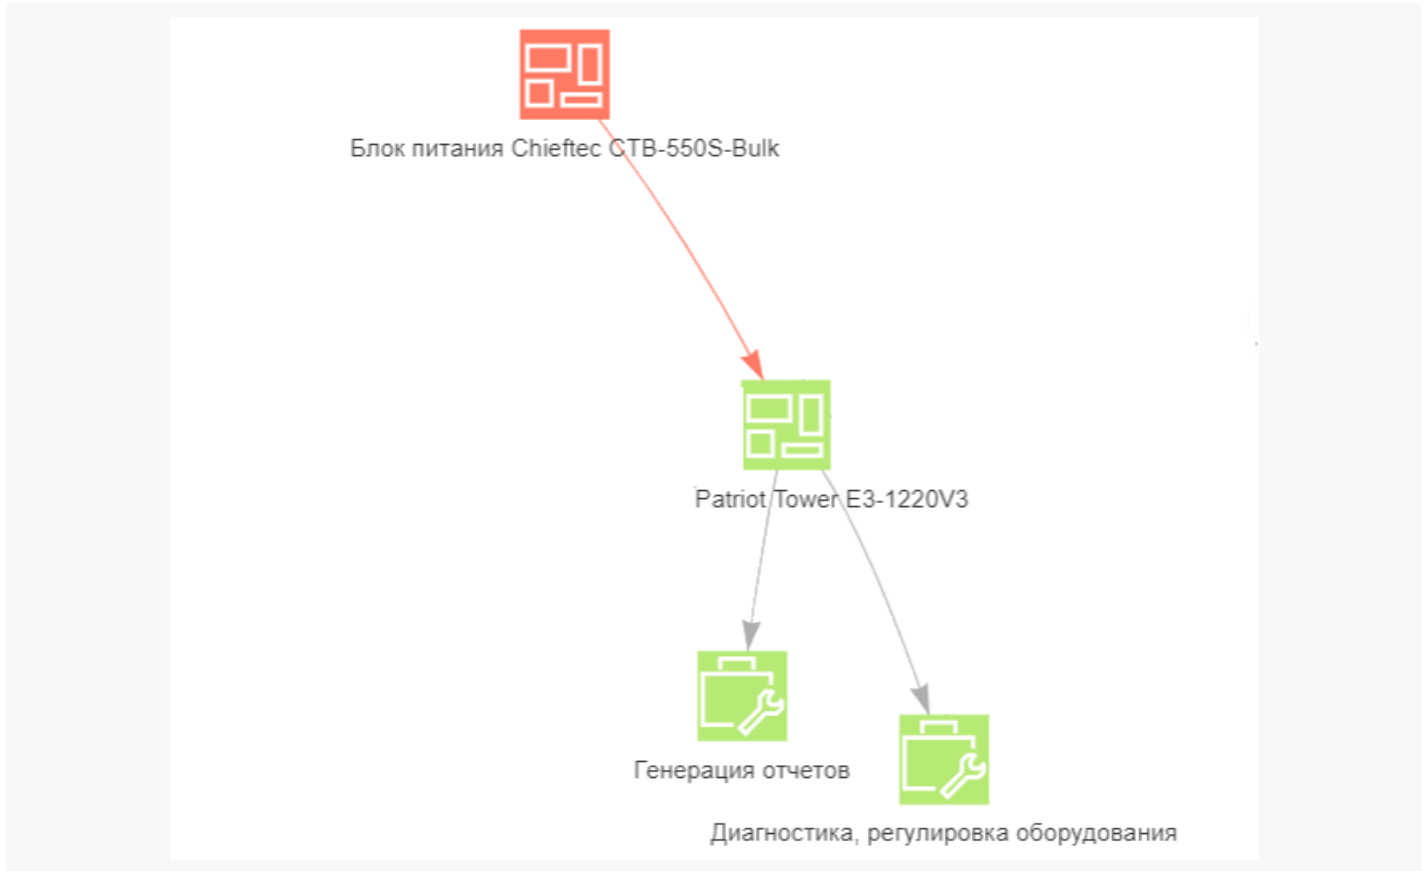 Блок питания Chieftec CTB-550S-Bulk
Patriot Tower E3-1220V3
Генерация отчетов
Диагностика, регулировка оборудования